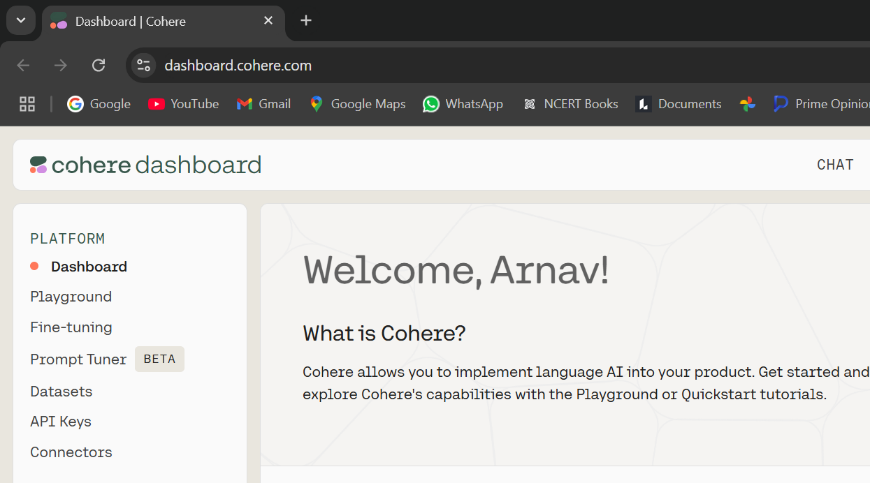 Dashboard | Cohere
dashboard.cohere.com
Google YouTube Gmail Google Maps WhatsApp NCERT Books Documents Prime Opinion
cohere dashboard
CHAT
PLATFORM
Dashboard
Playground
Fine-tuning
Prompt Tuner BETA
Datasets
API Keys
Connectors
Welcome, Arnav!
What is Cohere?
Cohere allows you to implement language AI into your product. Get started and
explore Cohere's capabilities with the Playground or Quickstart tutorials.